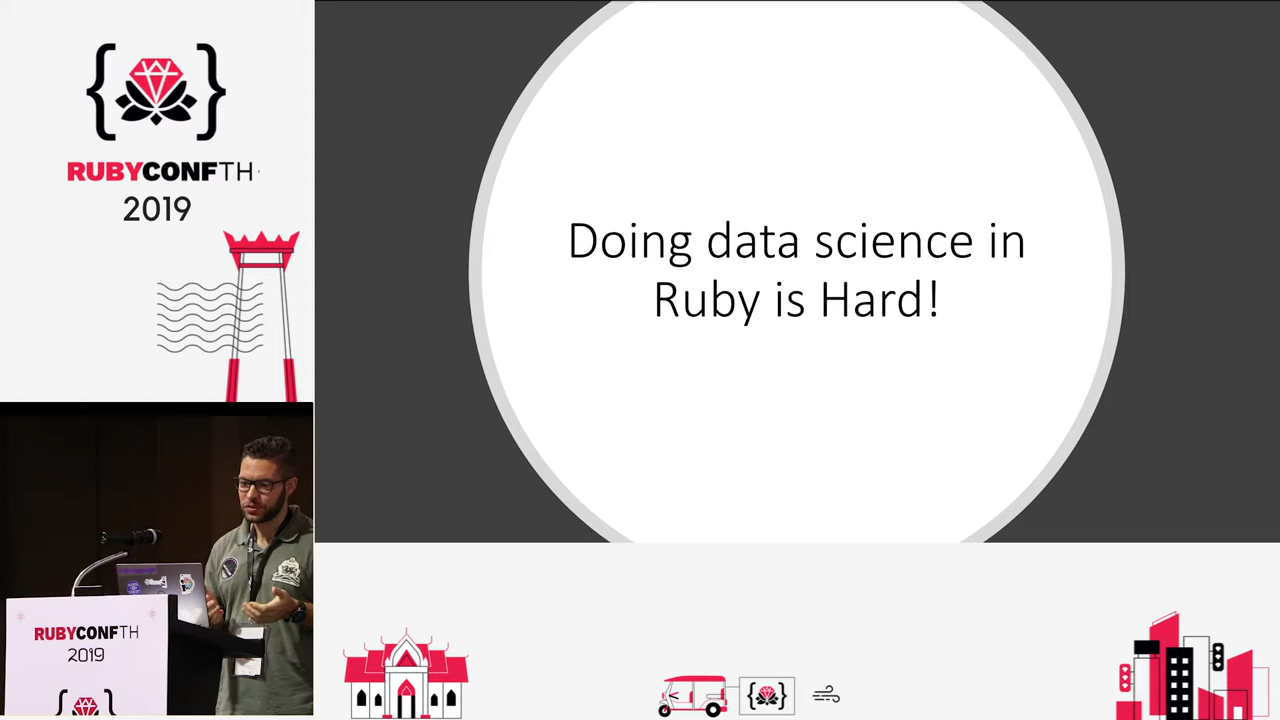 RUBYCONFTH
2019
Doing data science in
Ruby is Hard!
RUBYCONFTH
2019